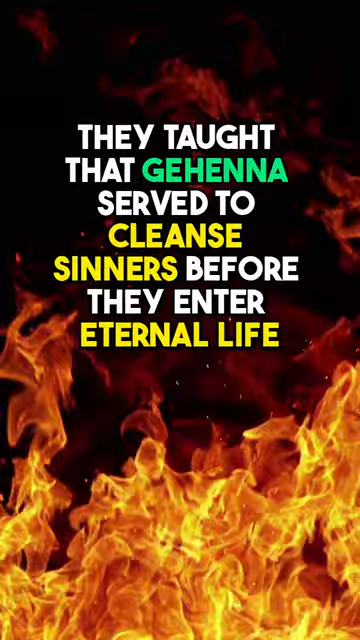 THEY TAUGHT
THAT GEHENNA
SERVED TO
CLEANSE
SINNERS BEFORE
THEY ENTER
ETERNAL LIFE